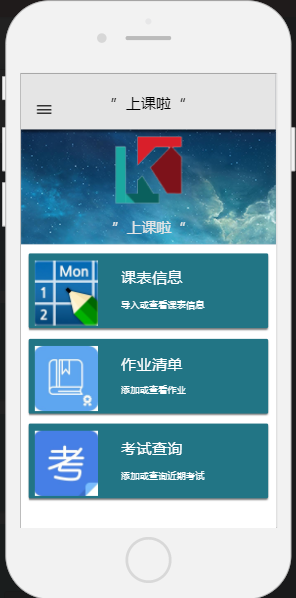 ”上课啦“
”上课啦“
Mon
1
2
课表信息
导入或查看课表信息
作业清单
添加或查看作业
考
考试查询
添加或查询近期考试